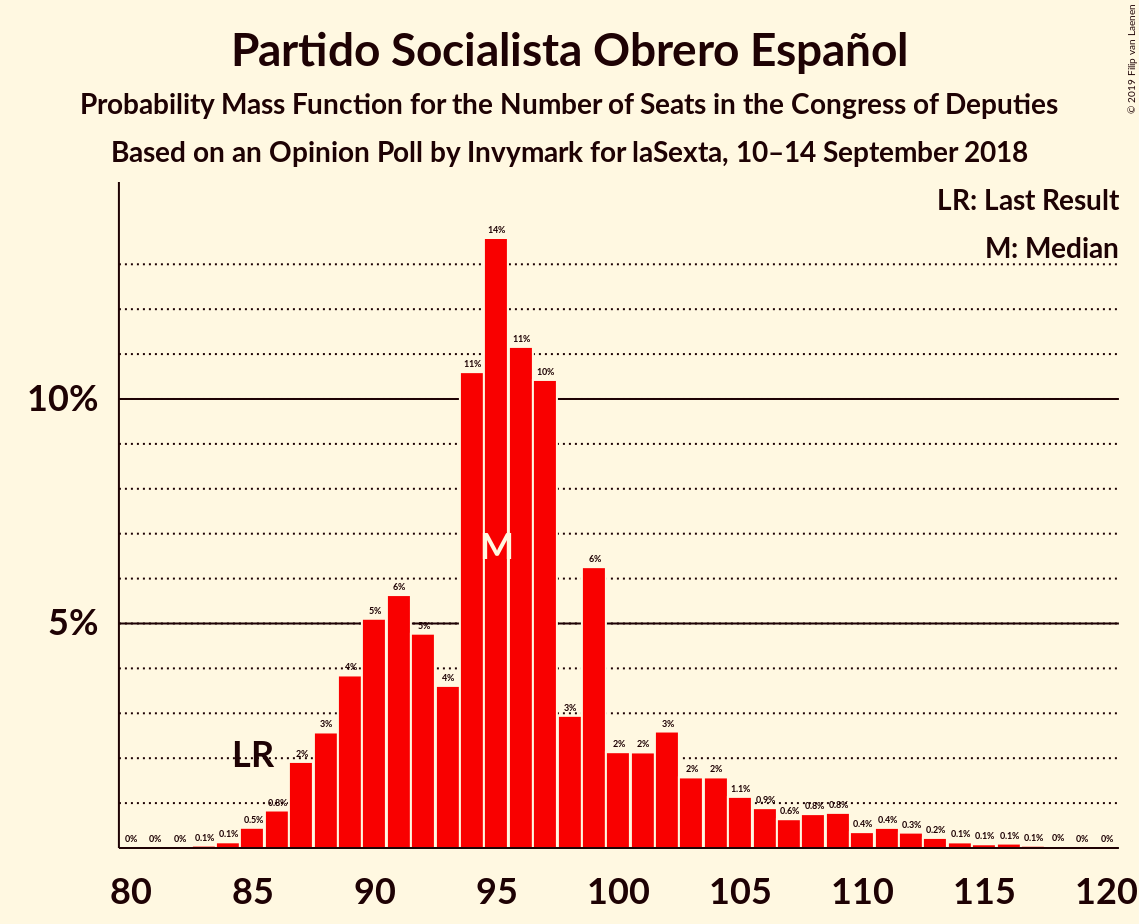 Partido Socialista Obrero Español
Probability Mass Function for the Number of Seats in the Congress of Deputies
Based on an Opinion Poll by Invymark for laSexta, 10–14 September 2018
© 2019 Filip van Laenen
LR: Last Result
M: Median
14%
11%
11%
10%
10%
M
6%
6%
5%
5%
5%
4%
4%
3%
3%
LR
2%
2%
2%
3%
2%
2%
1.1%
0% 0% 0% 0.1% 0.1% 0.5% 0.8%
0.9% 0.6% 0.8% 0.8% 0.4% 0.4% 0.3% 0.2% 0.1% 0.1% 0.1% 0.1% 0% 0% 0%
80 85 90 95 100 105 110 115 120